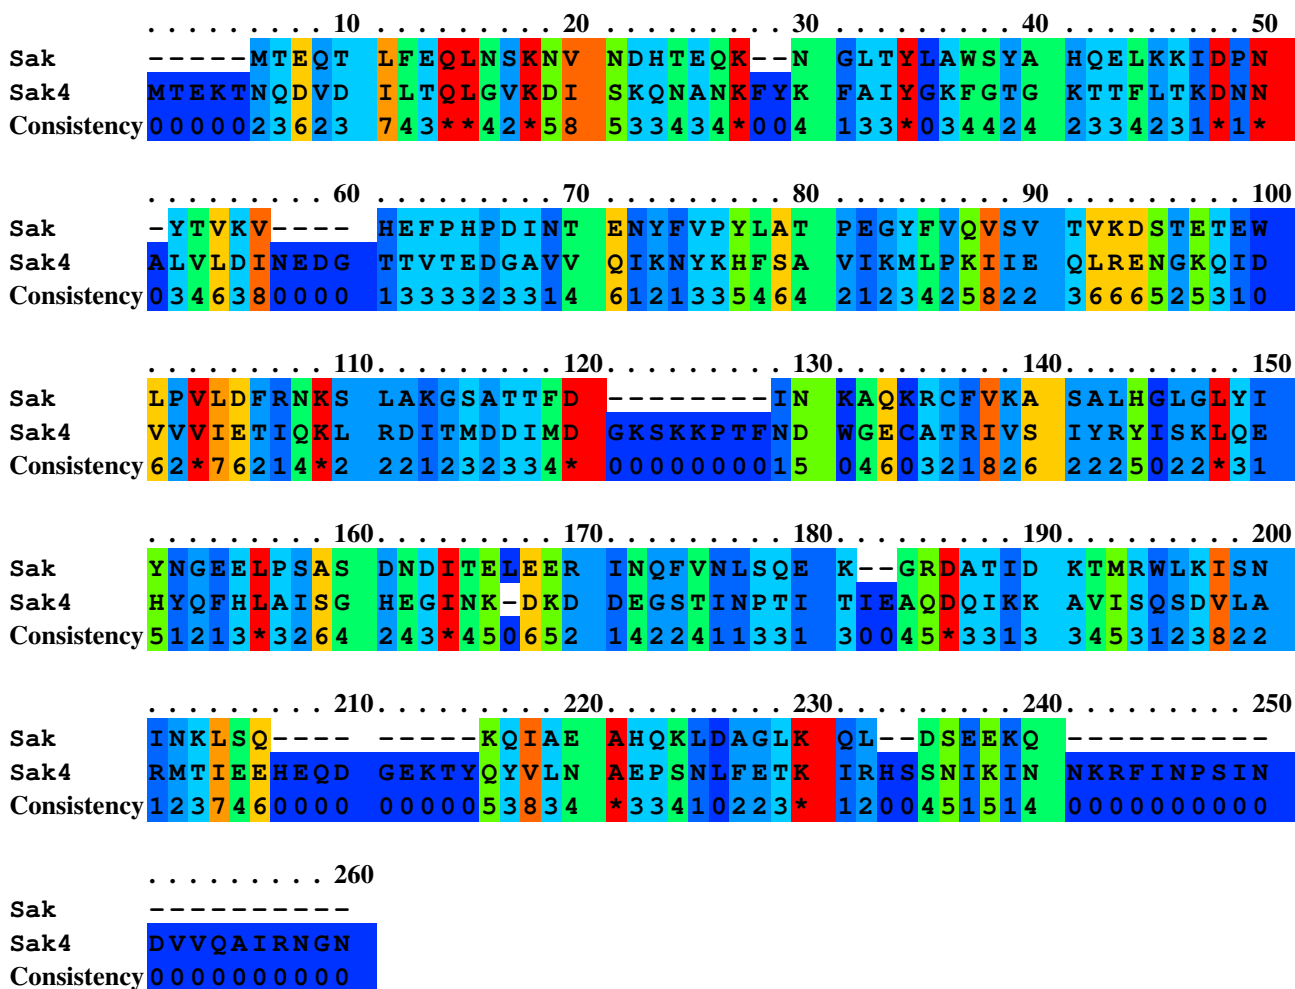 . . . . . . . . . 10 . . . . . . . . . 20 . . . . . . . . . 30 . . . . . . . . . 40 . . . . . . . . . 50
Sak -----MTEQT LFEQLNSKNV NDHTEQK--N GLTYLAWSYA HQELKKIDPN
Sak4 MTEKTNQDVD ILTQLGVKDI SKQNANKFYK FAIYGKFGTG KTTFLTKDNN
Consistency 0000023623 743**42*58 533434*004 133*034424 2334231*1*
. . . . . . . . . 60 . . . . . . . . . 70 . . . . . . . . . 80 . . . . . . . . . 90 . . . . . . . . . 100
Sak -YTVKV---- HEFPHPDINT ENYFVPYLAT PEGYFVQVSV TVKDSTETEW
Sak4 ALVLDINEDG TTVTEDGAVV QIKNYKHFSA VIKMLPKIIE QLRENGKQID
Consistency 0346380000 1333323314 6121335464 2123425822 3666525310
. . . . . . . . . 110 . . . . . . . . . 120 . . . . . . . . . 130 . . . . . . . . . 140 . . . . . . . . . 150
Sak LPVLDFRNKS LAKGSATTFD --------IN KAQKRCFVKA SALHGLGLYI
Sak4 VVVIETIQKL RDITMDDIMD GKSKKPTFND WGECATRIVS IYRYISKLQE
Consistency 62*76214*2 221232334* 0000000015 0460321826 2225022*31
. . . . . . . . . 160 . . . . . . . . . 170 . . . . . . . . . 180 . . . . . . . . . 190 . . . . . . . . . 200
Sak YNGEELPSAS DNDITELEER INQFVNLSQE K--GRDATID KTMRWLKISN
Sak4 HYQFHLAISG HEGINK-DKD DEGSTINPTI TIEAQDQIKK AVISQSDVLA
Consistency 51213*3264 243*450652 1422411331 30045*3313 3453123822
. . . . . . . . . 210 . . . . . . . . . 220 . . . . . . . . . 230 . . . . . . . . . 240 . . . . . . . . . 250
Sak INKLSQ---- -----KQIAE AHQKLDAGLK QL--DSEEKQ ----------
Sak4 RMTIEEHEQD GEKTYQYVLN AEPSNLFETK IRHSSNIKIN NKRFINPSIN
Consistency 1237460000 0000053834 *33410223* 1200451514 0000000000
. . . . . . . . . 260
Sak ----------
Sak4 DVVQAIRNGN
Consistency 0000000000